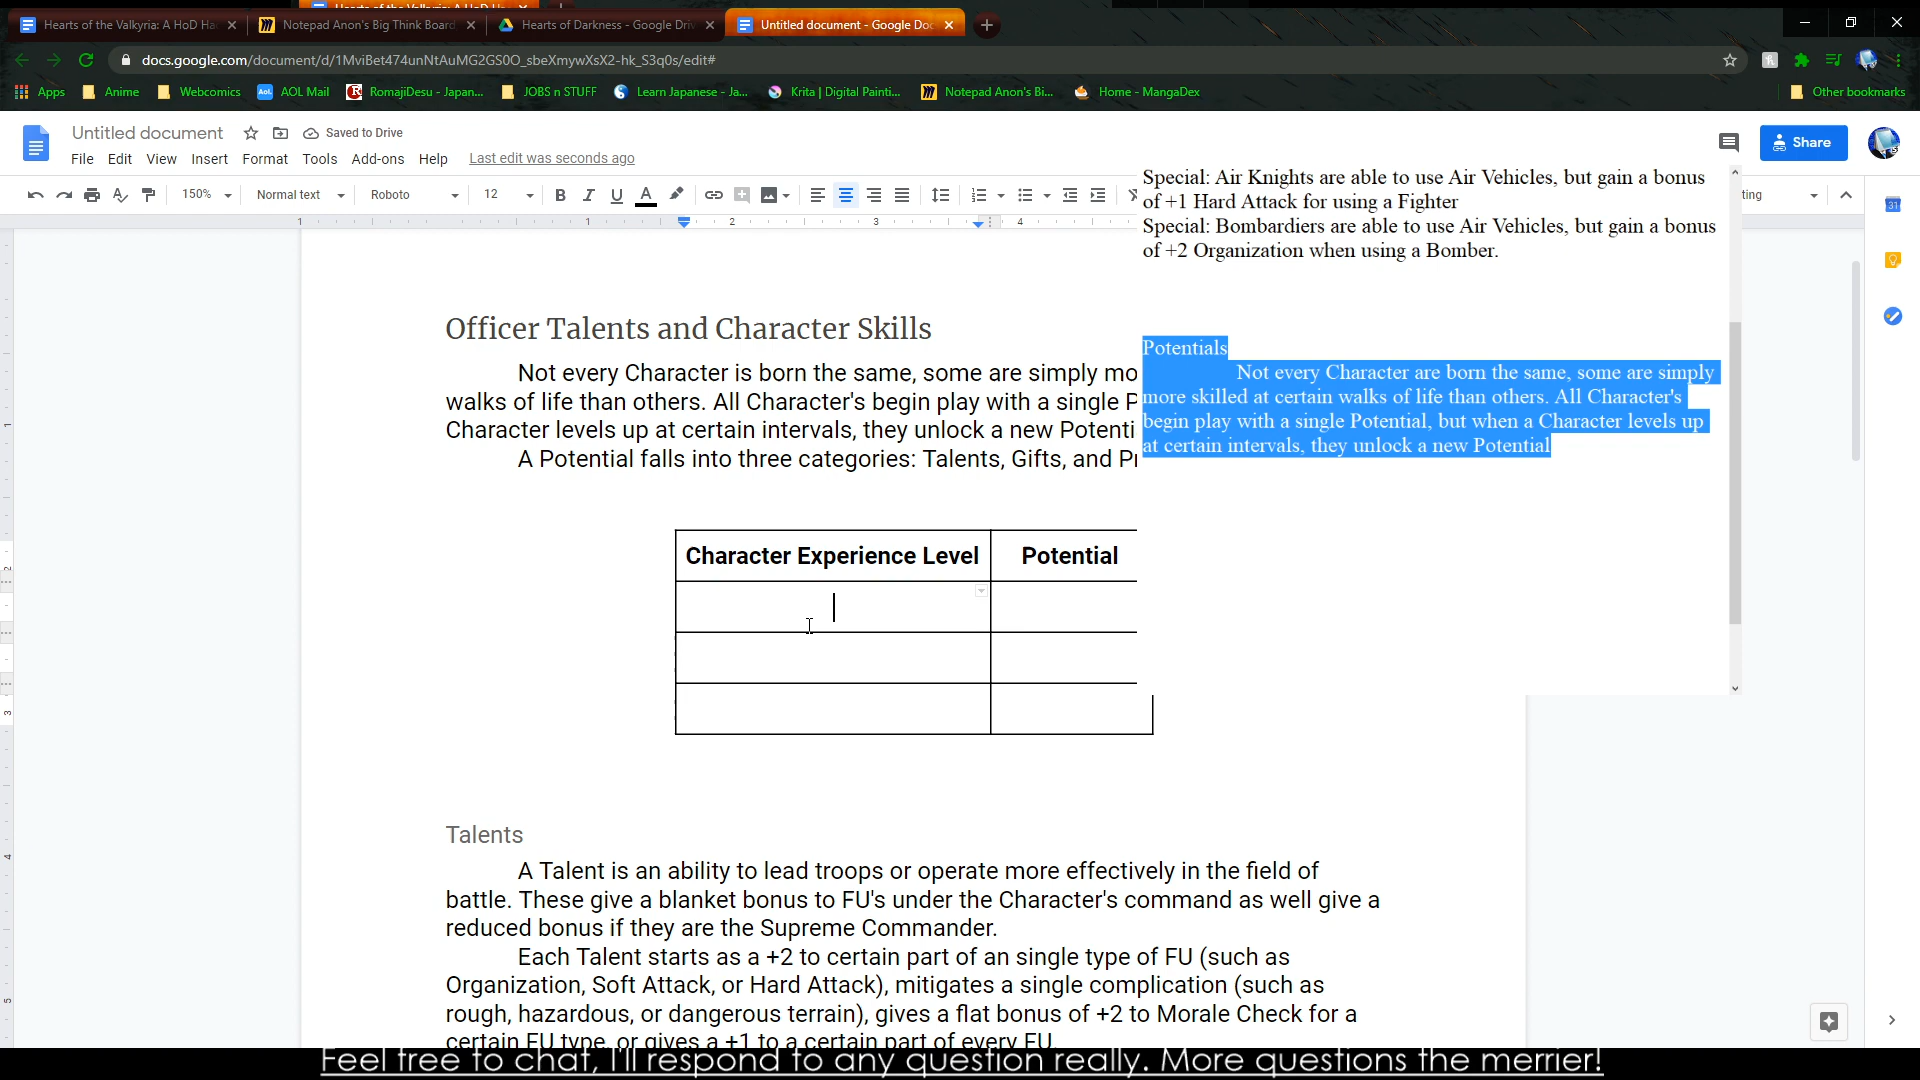 Hearts of the Valkyria: A HoD Ha
Notepad Anon's Big Think Board
Hearts of Darkness - Google Driv
Untitled document - Google Doc
docs.google.com/document/d/1MviBet474unNtAuMG2GS0O_sbeXmywXsX2-hk_S3q0s/edit#
Apps Anime Webcomics AOL Mail RomajiDesu - Japan... JOBS n STUFF Learn Japanese - Ja... Krita | Digital Painti... Notepad Anon's Bi... Home - MangaDex Other bookmarks
Untitled document Saved to Drive
File Edit View Insert Format Tools Add-ons Help Last edit was seconds ago
Share
150% Normal text Roboto 12
ting
Special: Air Knights are able to use Air Vehicles, but gain a bonus
of +1 Hard Attack for using a Fighter
Special: Bombardiers are able to use Air Vehicles, but gain a bonus
of +2 Organization when using a Bomber.
Potentials
Not every Character are born the same, some are simply
more skilled at certain walks of life than others. All Character's
begin play with a single Potential, but when a Character levels up
at certain intervals, they unlock a new Potential
Officer Talents and Character Skills
Not every Character is born the same, some are simply mo
walks of life than others. All Character's begin play with a single P
Character levels up at certain intervals, they unlock a new Potenti
A Potential falls into three categories: Talents, Gifts, and P
Character Experience Level Potential
Talents
A Talent is an ability to lead troops or operate more effectively in the field of
battle. These give a blanket bonus to FU's under the Character's command as well give a
reduced bonus if they are the Supreme Commander.
Each Talent starts as a +2 to certain part of an single type of FU (such as
Organization, Soft Attack, or Hard Attack), mitigates a single complication (such as
rough, hazardous, or dangerous terrain), gives a flat bonus of +2 to Morale Check for a
certain FU type, or gives a +1 to a certain part of every FU.
Feel free to chat, I'll respond to any question really. More questions the merrier!